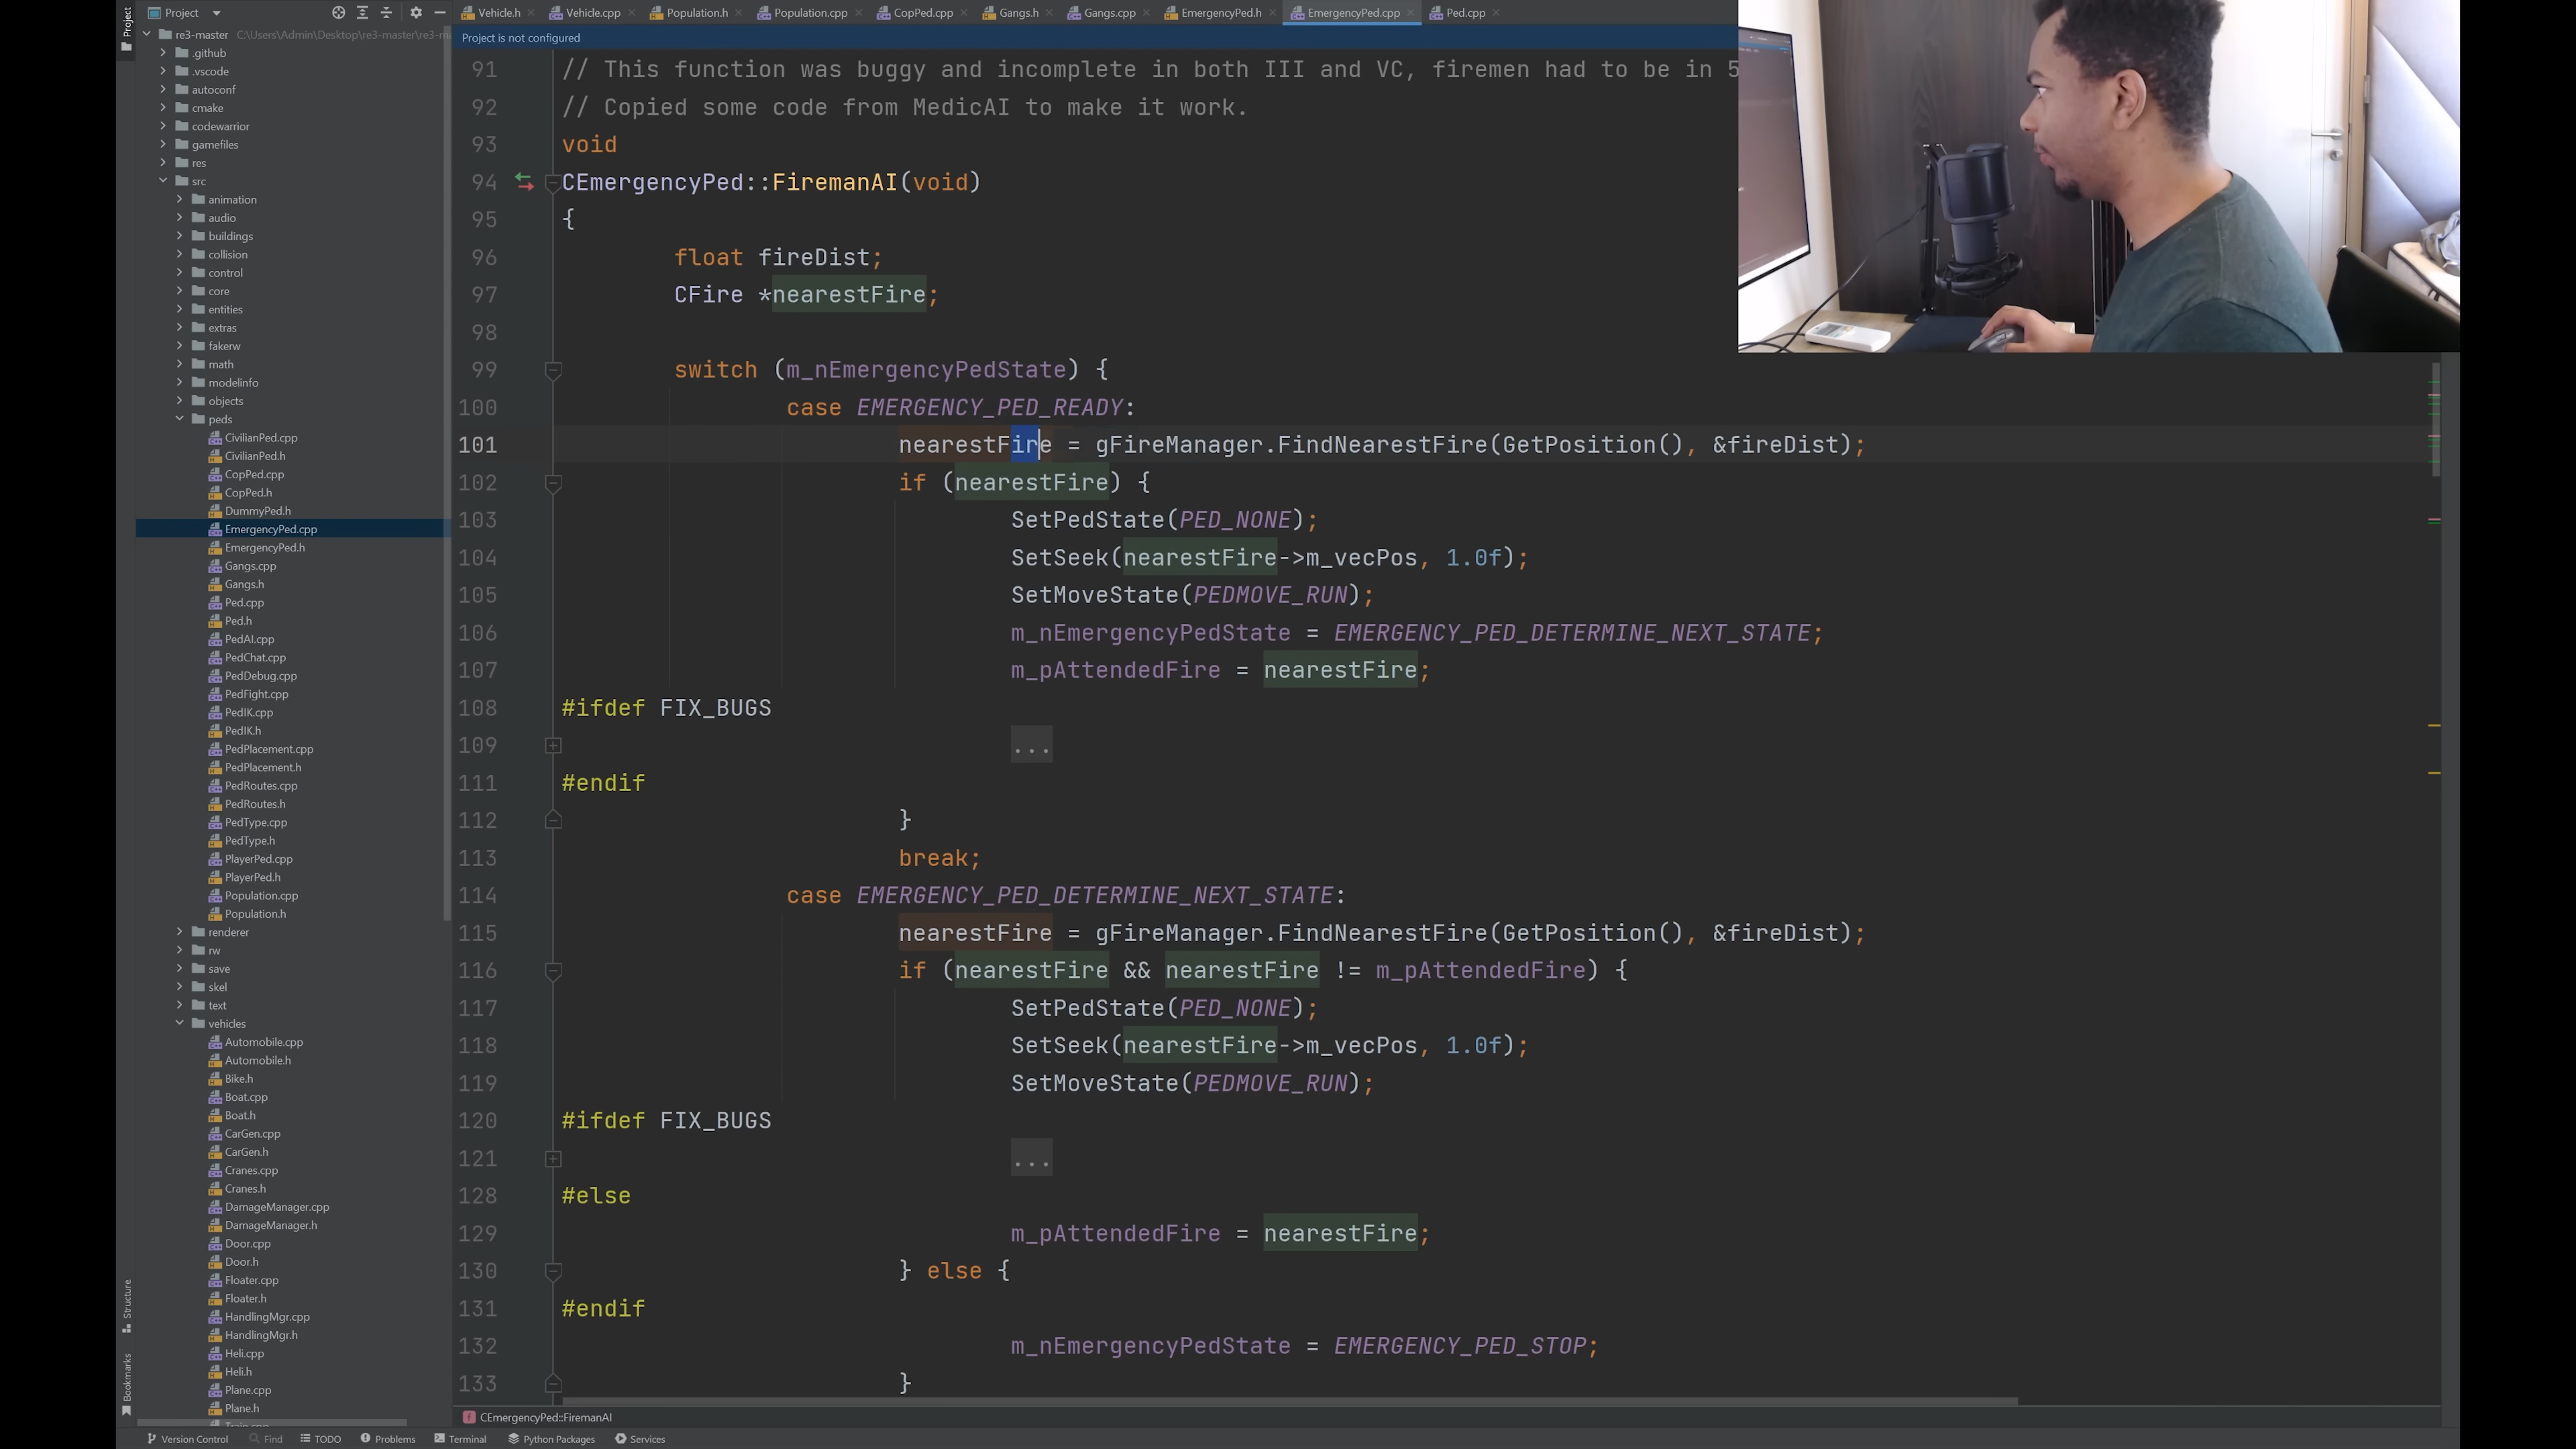 Project
re3-master C:\Users\Admin\Desktop\re3-master\re3-m
.github
.vscode
autoconf
cmake
codewarrior
gamefiles
res
src
animation
audio
buildings
collision
control
core
entities
extras
fakerw
math
modelinfo
objects
peds
CivilianPed.cpp
CivilianPed.h
CopPed.cpp
CopPed.h
DummyPed.h
EmergencyPed.cpp
EmergencyPed.h
Gangs.cpp
Gangs.h
Ped.cpp
Ped.h
PedAI.cpp
PedChat.cpp
PedDebug.cpp
PedFight.cpp
PedIK.cpp
PedIK.h
PedPlacement.cpp
PedPlacement.h
PedRoutes.cpp
PedRoutes.h
PedType.cpp
PedType.h
PlayerPed.cpp
PlayerPed.h
Population.cpp
Population.h
renderer
rw
save
skel
text
vehicles
Automobile.cpp
Automobile.h
Bike.h
Boat.cpp
Boat.h
CarGen.cpp
CarGen.h
Cranes.cpp
Cranes.h
DamageManager.cpp
DamageManager.h
Door.cpp
Door.h
Floater.cpp
Floater.h
HandlingMgr.cpp
HandlingMgr.h
Heli.cpp
Heli.h
Plane.cpp
Plane.h
Project
Structure
Bookmarks
Vehicle.h Vehicle.cpp Population.h Population.cpp CopPed.cpp Gangs.h Gangs.cpp EmergencyPed.h EmergencyPed.cpp Ped.cpp
Project is not configured
91 // This function was buggy and incomplete in both III and VC, firemen had to be in 5
92 // Copied some code from MedicAI to make it work.
93 void
94 CEmergencyPed::FiremanAI(void)
95 {
96 float fireDist;
97 CFire *nearestFire;
98
99 switch (m_nEmergencyPedState) {
100 case EMERGENCY_PED_READY:
101 nearestFire = gFireManager.FindNearestFire(GetPosition(), &fireDist);
102 if (nearestFire) {
103 SetPedState(PED_NONE);
104 SetSeek(nearestFire->m_vecPos, 1.0f);
105 SetMoveState(PEDMOVE_RUN);
106 m_nEmergencyPedState = EMERGENCY_PED_DETERMINE_NEXT_STATE;
107 m_pAttendedFire = nearestFire;
108 #ifdef FIX_BUGS
109 ...
111 #endif
112 }
113 break;
114 case EMERGENCY_PED_DETERMINE_NEXT_STATE:
115 nearestFire = gFireManager.FindNearestFire(GetPosition(), &fireDist);
116 if (nearestFire && nearestFire != m_pAttendedFire) {
117 SetPedState(PED_NONE);
118 SetSeek(nearestFire->m_vecPos, 1.0f);
119 SetMoveState(PEDMOVE_RUN);
120 #ifdef FIX_BUGS
121 ...
128 #else
129 m_pAttendedFire = nearestFire;
130 } else {
131 #endif
132 m_nEmergencyPedState = EMERGENCY_PED_STOP;
133 }
CEmergencyPed::FiremanAI
Version Control Find TODO Problems Terminal Python Packages Services